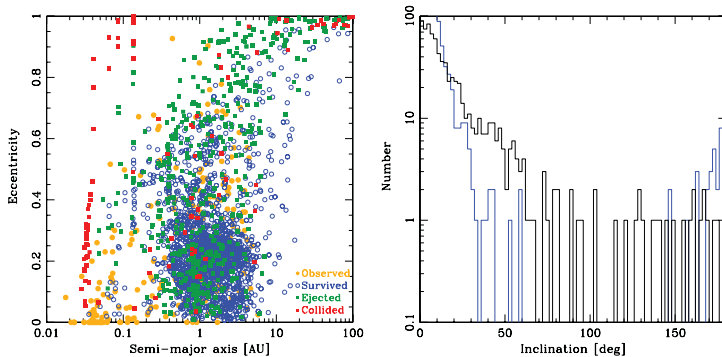 1
0.8
0.6
0.4
0.2
0
Eccentricity
0.01
0.1
1
10
100
Semi-major axis [AU]
Observed
Survived
Ejected
Collided
100
10
1
0.1
Number
0
50
100
150
Inclination [deg]